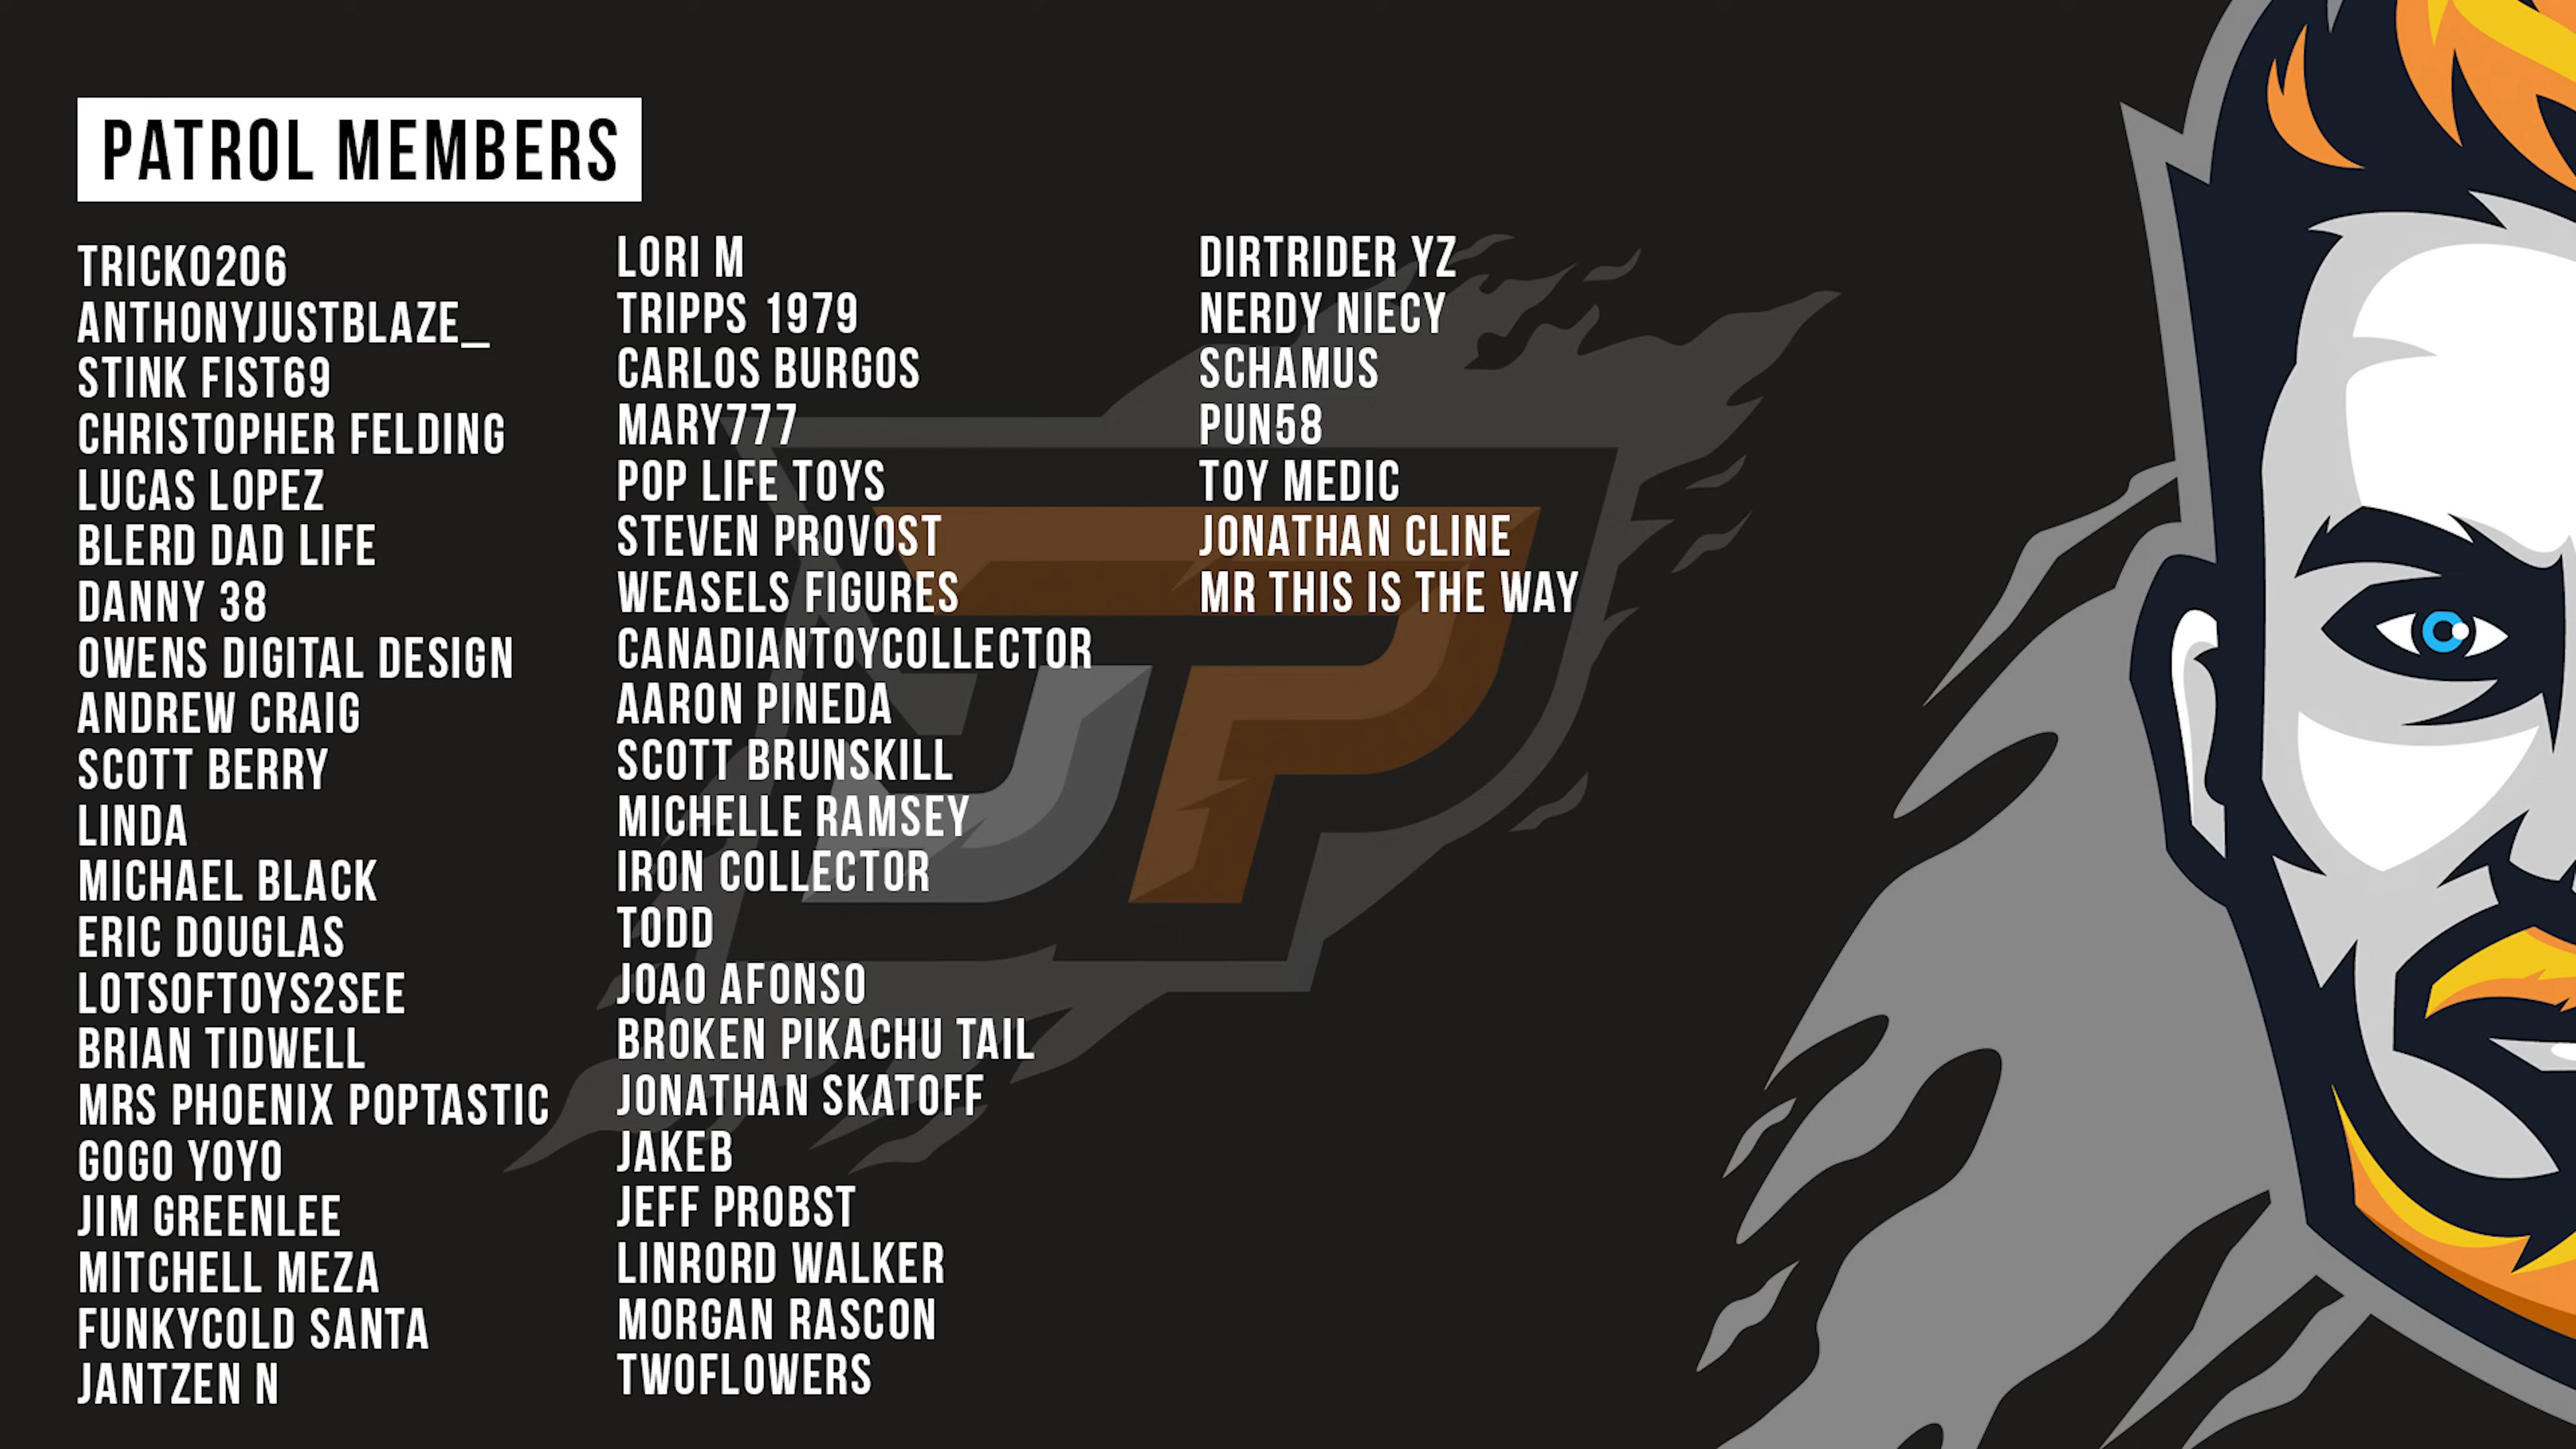 PATROL MEMBERS
TRICK0206
ANTHONYJUSTBLAZE_
STINK FIST69
CHRISTOPHER FELDING
LUCAS LOPEZ
BLERD DAD LIFE
DANNY 38
OWENS DIGITAL DESIGN
ANDREW CRAIG
SCOTT BERRY
LINDA
MICHAEL BLACK
ERIC DOUGLAS
LOTSOFTOYS2SEE
BRIAN TIDWELL
MRS PHOENIX POPTASTIC
GOGO YOYO
JIM GREENLEE
MITCHELL MEZA
FUNKYCOLD SANTA
JANTZEN N
LORI M
TRIPPS 1979
CARLOS BURGOS
MARY777
POP LIFE TOYS
STEVEN PROVOST
WEASELS FIGURES
CANADIANTOYCOLLECTOR
AARON PINEDA
SCOTT BRUNSKILL
MICHELLE RAMSEY
IRON COLLECTOR
TODD
JOAO AFONSO
BROKEN PIKACHU TAIL
JONATHAN SKATOFF
JAKEB
JEFF PROBST
LINRORD WALKER
MORGAN RASCON
TWOFLOWERS
DIRTRIDER YZ
NERDY NIECY
SCHAMUS
PUN58
TOY MEDIC
JONATHAN CLINE
MR THIS IS THE WAY
JP